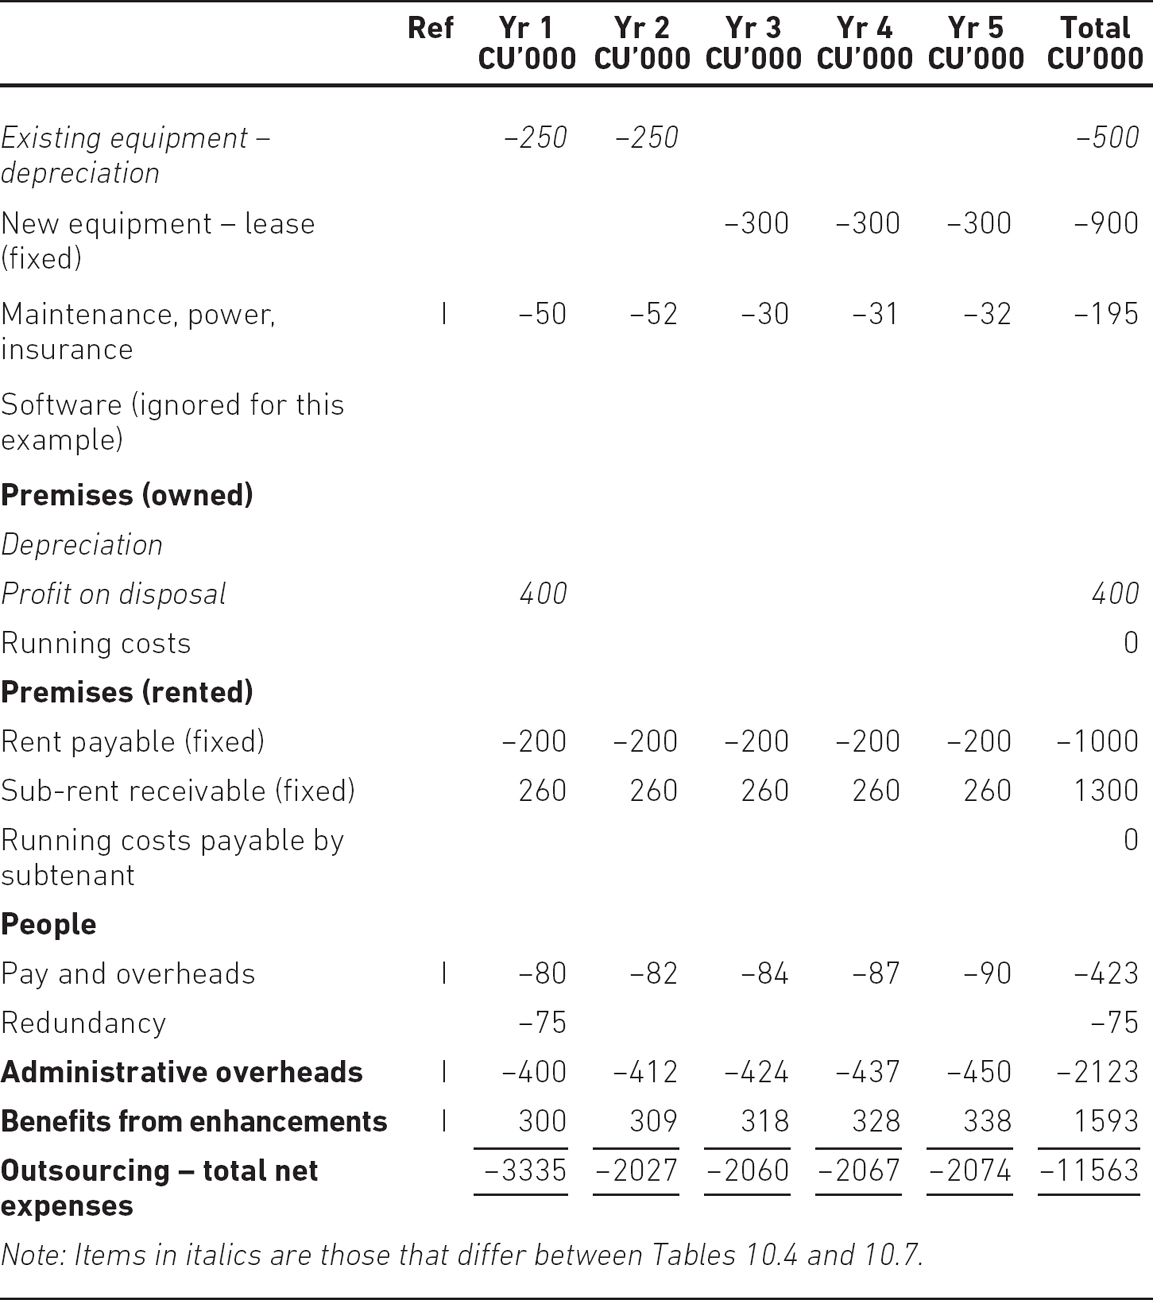 Ref Yr 1 Yr 2 Yr 3 Yr 4 Yr 5 Total
CU’000 CU’000 CU’000 CU’000 CU’000 CU’000
Existing equipment – –250 –250 –500
depreciation
New equipment – lease –300 –300 –300 –900
(fixed)
Maintenance, power, I –50 –52 –30 –31 –32 –195
insurance
Software (ignored for this
example)
Premises (owned)
Depreciation
Profit on disposal 400 400
Running costs 0
Premises (rented)
Rent payable (fixed) –200 –200 –200 –200 –200 –1000
Sub-rent receivable (fixed) 260 260 260 260 260 1300
Running costs payable by 0
subtenant
People
Pay and overheads I –80 –82 –84 –87 –90 –423
Redundancy –75 –75
Administrative overheads I –400 –412 –424 –437 –450 –2123
Benefits from enhancements I 300 309 318 328 338 1593
Outsourcing – total net –3335 –2027 –2060 –2067 –2074 –11563
expenses
Note: Items in italics are those that differ between Tables 10.4 and 10.7.